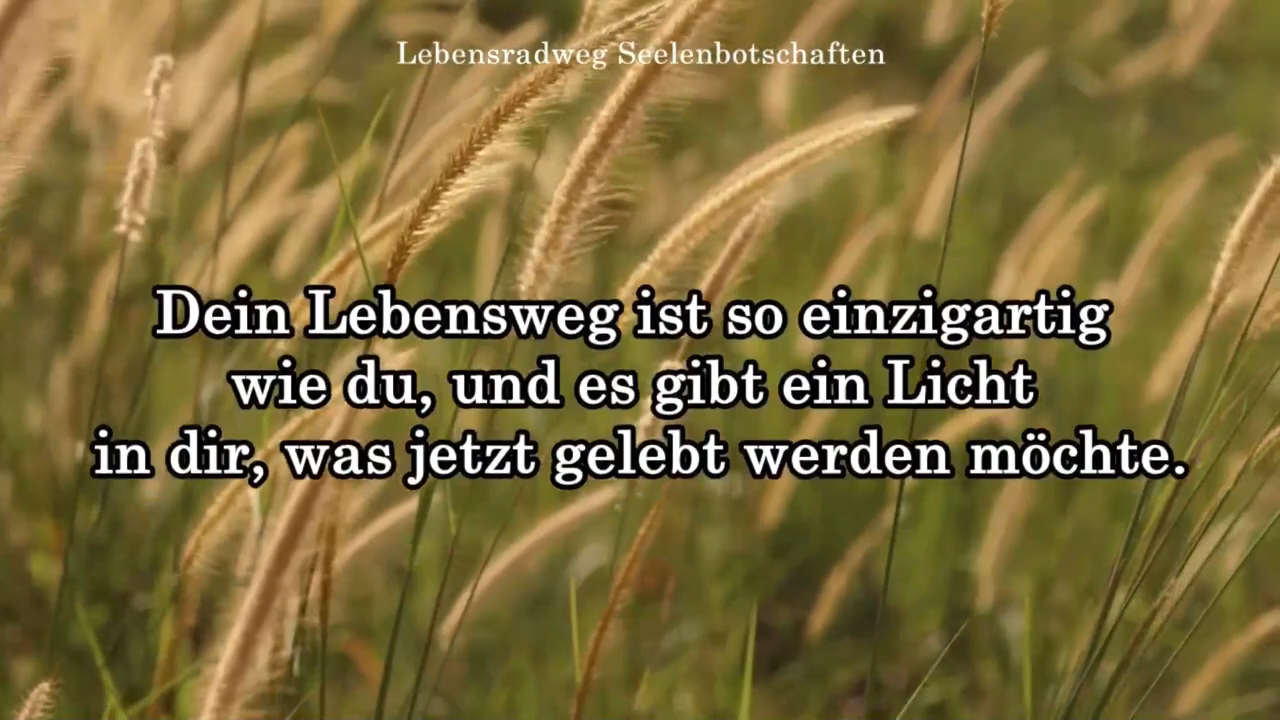 Lebensradweg Seelenbotschaften
Dein Lebensweg ist so einzigartig
wie du, und es gibt ein Licht
in dir, was jetzt gelebt werden möchte.